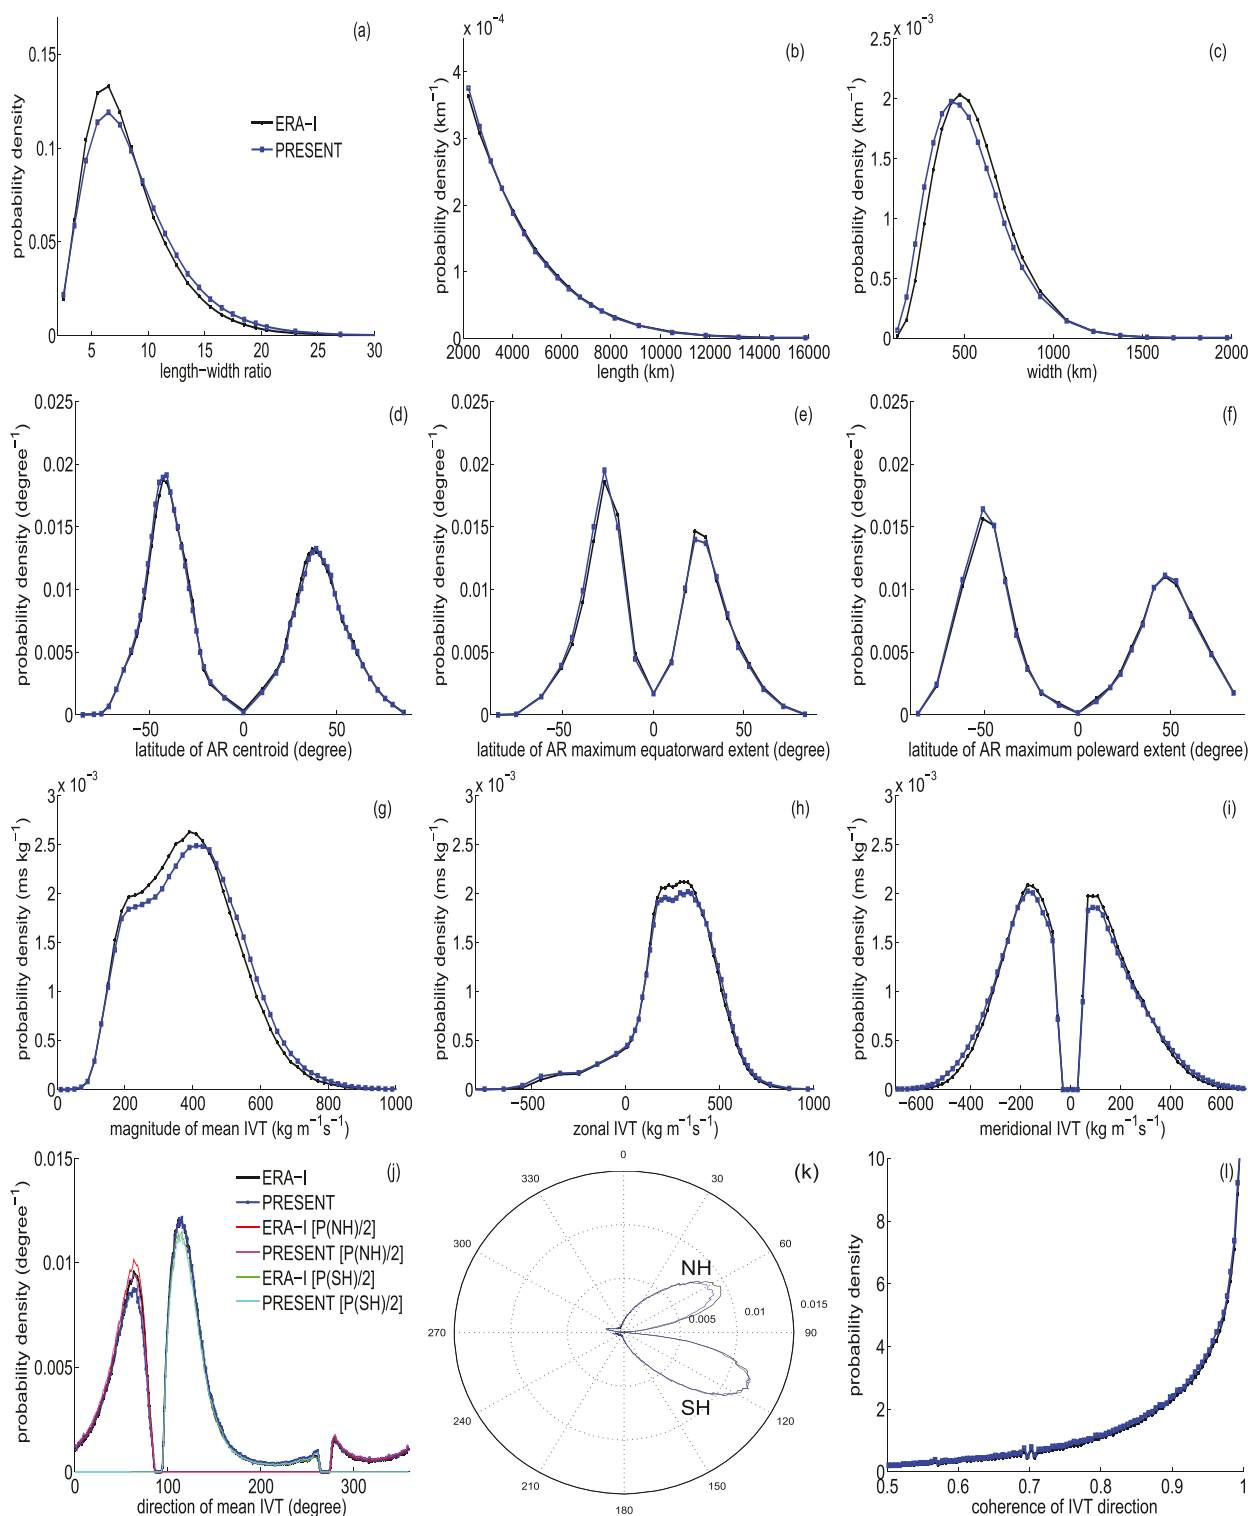 (a)
0.15
0.1
0.05
0
probability density
ERA−I
PRESENT
5 10 15 20 25 30
length−width ratio
(b)
x 10⁻⁴
4
3
2
1
0
probability density (km⁻¹)
2000 4000 6000 8000 10000 12000 14000 16000
length (km)
(c)
x 10⁻³
2.5
2
1.5
1
0.5
0
probability density (km⁻¹)
500 1000 1500 2000
width (km)
(d)
0.025
0.02
0.015
0.01
0.005
0
probability density (degree⁻¹)
−50 0 50
latitude of AR centroid (degree)
(e)
0.025
0.02
0.015
0.01
0.005
0
probability density (degree⁻¹)
−50 0 50
latitude of AR maximum equatorward extent (degree)
(f)
0.025
0.02
0.015
0.01
0.005
0
probability density (degree⁻¹)
−50 0 50
latitude of AR maximum poleward extent (degree)
(g)
x 10⁻³
3
2.5
2
1.5
1
0.5
0
probability density (ms kg⁻¹)
0 200 400 600 800 1000
magnitude of mean IVT (kg m⁻¹s⁻¹)
(h)
x 10⁻³
3
2.5
2
1.5
1
0.5
0
probability density (ms kg⁻¹)
−500 0 500 1000
zonal IVT (kg m⁻¹s⁻¹)
(i)
x 10⁻³
3
2.5
2
1.5
1
0.5
0
probability density (ms kg⁻¹)
−600 −400 −200 0 200 400 600
meridional IVT (kg m⁻¹s⁻¹)
(j)
0.015
0.01
0.005
0
probability density (degree⁻¹)
ERA−I
PRESENT
ERA−I [P(NH)/2]
PRESENT [P(NH)/2]
ERA−I [P(SH)/2]
PRESENT [P(SH)/2]
0 100 200 300
direction of mean IVT (degree)
(k)
0
30
60
90
120
150
180
210
240
270
300
330
NH
SH
0.005
0.01
0.015
(l)
10
8
6
4
2
0
probability density
0.5 0.6 0.7 0.8 0.9 1
coherence of IVT direction